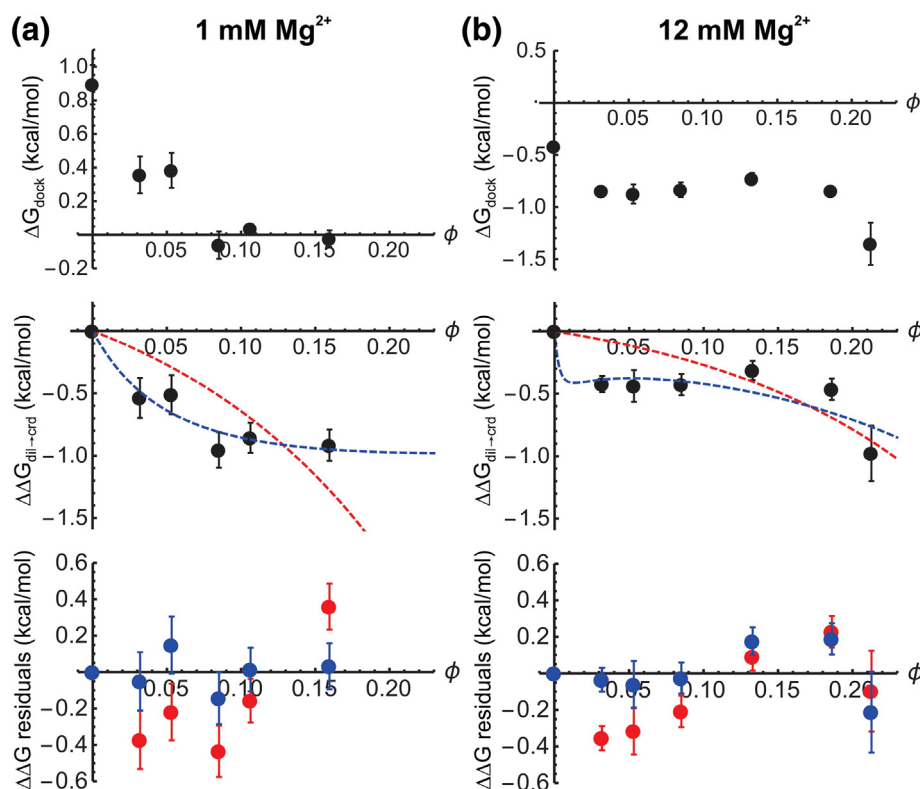 (a) 1 mM Mg²⁺
(b) 12 mM Mg²⁺
ΔG_dock (kcal/mol)
1.0
0.8
0.6
0.4
0.2
−0.2
0.05 0.10 0.15 0.20 ϕ
ΔG_dock (kcal/mol)
0.5
−0.5
−1.0
−1.5
0.05 0.10 0.15 0.20 ϕ
ΔΔG_dil→crd (kcal/mol)
−0.5
−1.0
−1.5
0.05 0.10 0.15 0.20 ϕ
ΔΔG_dil→crd (kcal/mol)
−0.5
−1.0
−1.5
0.05 0.10 0.15 0.20 ϕ
ΔΔG residuals (kcal/mol)
0.6
0.4
0.2
−0.2
−0.4
−0.6
0.05 0.10 0.15 0.20 ϕ
ΔΔG residuals (kcal/mol)
0.6
0.4
0.2
−0.2
−0.4
−0.6
0.05 0.10 0.15 0.20 ϕ